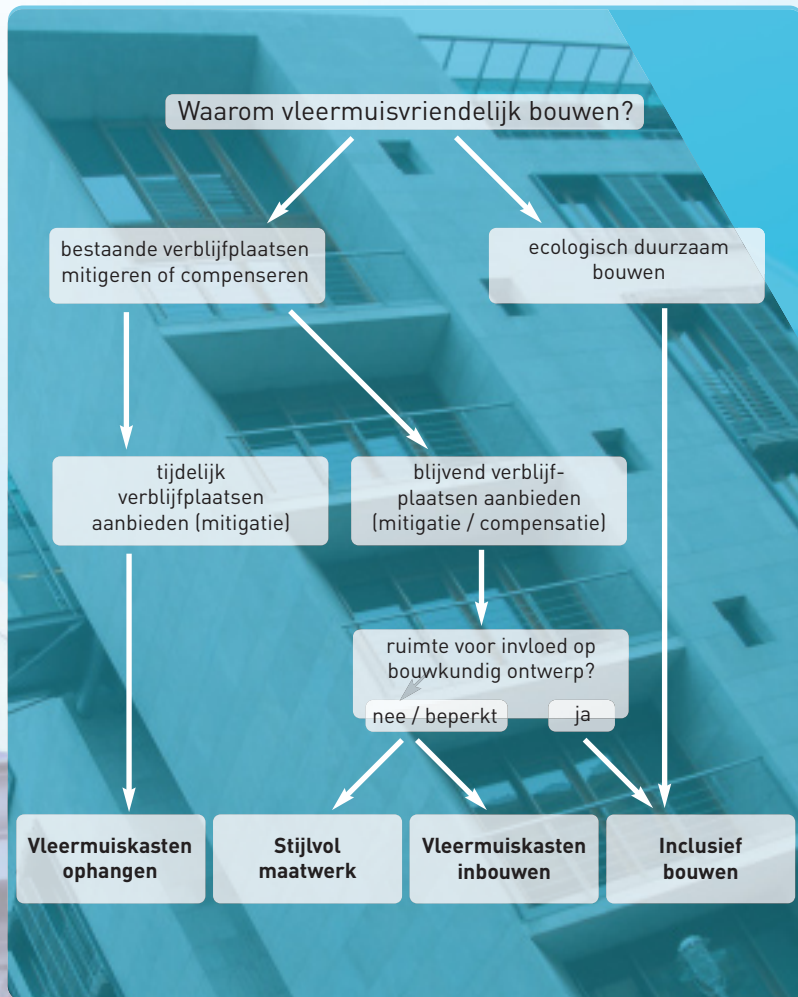 Waarom vleermuisvriendelijk bouwen?
bestaande verblijfplaatsen
mitigeren of compenseren
ecologisch duurzaam
bouwen
tijdelijk
verblijfplaatsen
aanbieden (mitigatie)
blijvend verblijf-
plaatsen aanbieden
(mitigatie / compensatie)
ruimte voor invloed op
bouwkundig ontwerp?
nee / beperkt
ja
Vleermuiskasten
ophangen
Stijlvol
maatwerk
Vleermuiskasten
inbouwen
Inclusief
bouwen